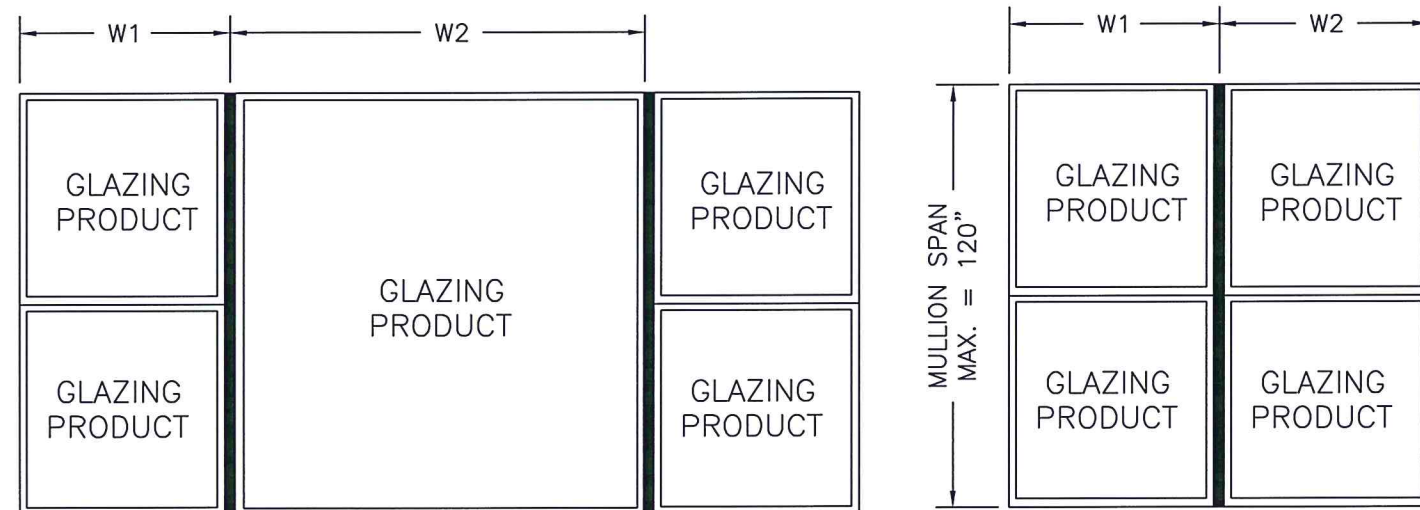 W1
W2
GLAZING
PRODUCT
GLAZING
PRODUCT
GLAZING
PRODUCT
GLAZING
PRODUCT
GLAZING
PRODUCT
W1
W2
MULLION SPAN
MAX. = 120"
GLAZING
PRODUCT
GLAZING
PRODUCT
GLAZING
PRODUCT
GLAZING
PRODUCT